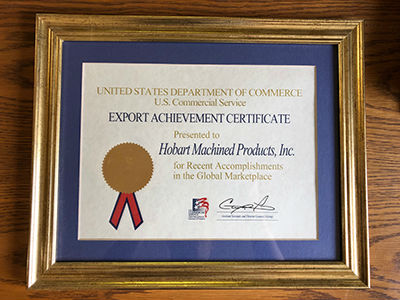 UNITED STATES DEPARTMENT OF COMMERCE
U.S. Commercial Service
EXPORT ACHIEVEMENT CERTIFICATE
Presented to
Hobart Machined Products, Inc.
for Recent Accomplishments
in the Global Marketplace